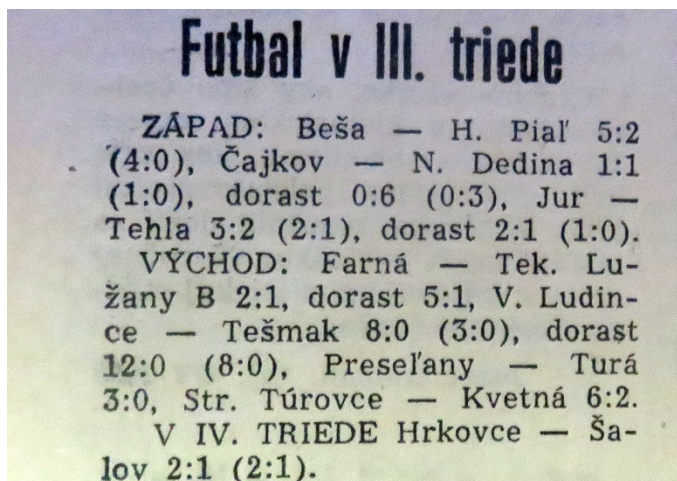 Futbal v III. triede
ZÁPAD: Beša — H. Piaľ 5:2
(4:0), Čajkov — N. Dedina 1:1
(1:0), dorast 0:6 (0:3), Jur —
Tehla 3:2 (2:1), dorast 2:1 (1:0).
VÝCHOD: Farná — Tek. Lu-
žany B 2:1, dorast 5:1, V. Ludin-
ce — Tešmak 8:0 (3:0), dorast
12:0 (8:0), Preseľany — Turá
3:0, Str. Túrovce — Kvetná 6:2.
V IV. TRIEDE Hrkovce — Ša-
lov 2:1 (2:1).